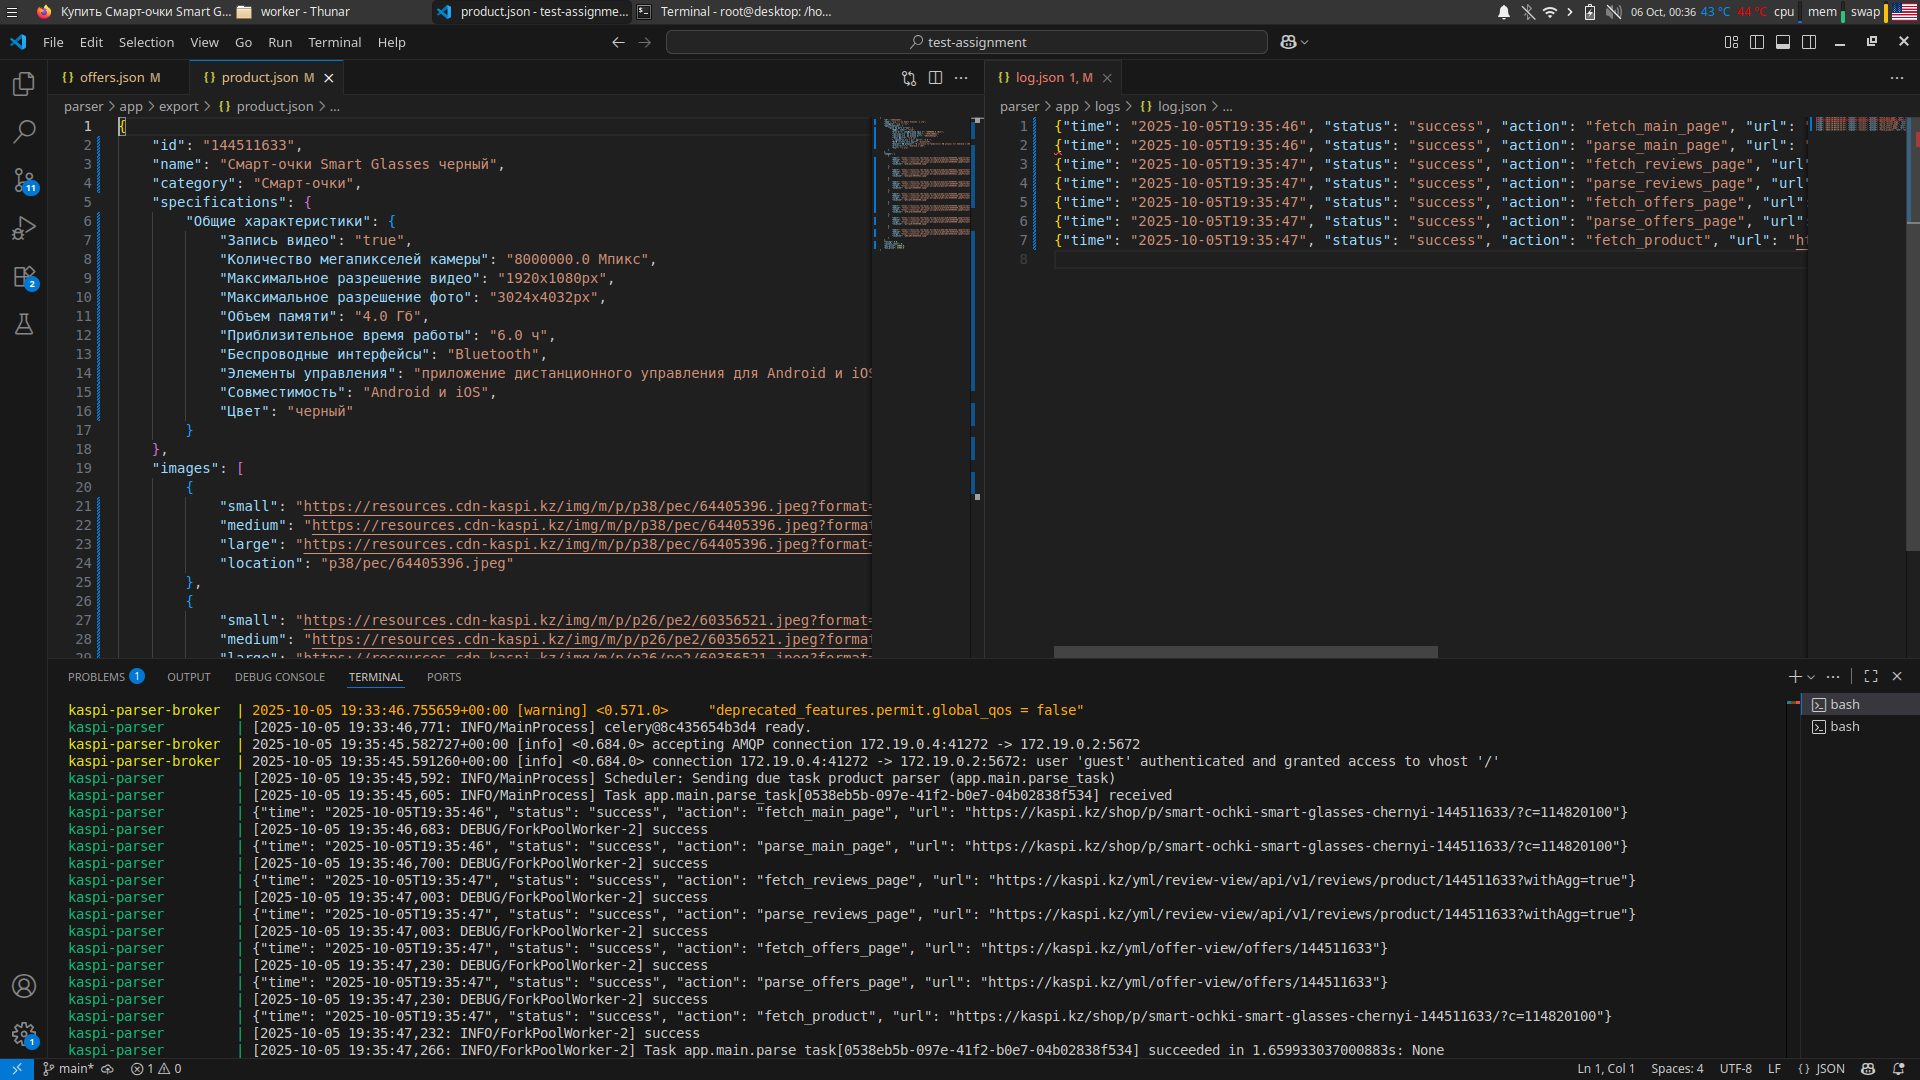 Купить Смарт-очки Smart G...
worker - Thunar
product.json - test-assignme...
Terminal - root@desktop: /ho...
06 Oct, 00:36 43 °C 44 °C cpu mem swap
File Edit Selection View Go Run Terminal Help
test-assignment
{} offers.json M
{} product.json M
parser > app > export > {} product.json > ...
1 {
2 "id": "144511633",
3 "name": "Смарт-очки Smart Glasses черный",
4 "category": "Смарт-очки",
5 "specifications": {
6 "Общие характеристики": {
7 "Запись видео": "true",
8 "Количество мегапикселей камеры": "8000000.0 Мпикс",
9 "Максимальное разрешение видео": "1920x1080px",
10 "Максимальное разрешение фото": "3024x4032px",
11 "Объем памяти": "4.0 Гб",
12 "Приблизительное время работы": "6.0 ч",
13 "Беспроводные интерфейсы": "Bluetooth",
14 "Элементы управления": "приложение дистанционного управления для Android и iOS
15 "Совместимость": "Android и iOS",
16 "Цвет": "черный"
17 }
18 },
19 "images": [
20 {
21 "small": "https://resources.cdn-kaspi.kz/img/m/p/p38/pec/64405396.jpeg?format=
22 "medium": "https://resources.cdn-kaspi.kz/img/m/p/p38/pec/64405396.jpeg?format
23 "large": "https://resources.cdn-kaspi.kz/img/m/p/p38/pec/64405396.jpeg?format=
24 "location": "p38/pec/64405396.jpeg"
25 },
26 {
27 "small": "https://resources.cdn-kaspi.kz/img/m/p/p26/pe2/60356521.jpeg?format=
28 "medium": "https://resources.cdn-kaspi.kz/img/m/p/p26/pe2/60356521.jpeg?format
29 "large": "https://resources.cdn-kaspi.kz/img/m/p/p26/pe2/60356521.jpeg?format=
{} log.json 1, M
parser > app > logs > {} log.json > ...
1 {"time": "2025-10-05T19:35:46", "status": "success", "action": "fetch_main_page", "url":
2 {"time": "2025-10-05T19:35:46", "status": "success", "action": "parse_main_page", "url":
3 {"time": "2025-10-05T19:35:47", "status": "success", "action": "fetch_reviews_page", "url
4 {"time": "2025-10-05T19:35:47", "status": "success", "action": "parse_reviews_page", "url
5 {"time": "2025-10-05T19:35:47", "status": "success", "action": "fetch_offers_page", "url"
6 {"time": "2025-10-05T19:35:47", "status": "success", "action": "parse_offers_page", "url"
7 {"time": "2025-10-05T19:35:47", "status": "success", "action": "fetch_product", "url": "ht
8
11
2
1
PROBLEMS 1 OUTPUT DEBUG CONSOLE TERMINAL PORTS
kaspi-parser-broker | 2025-10-05 19:33:46.755659+00:00 [warning] <0.571.0> "deprecated_features.permit.global_qos = false"
kaspi-parser | [2025-10-05 19:33:46,771: INFO/MainProcess] celery@8c435654b3d4 ready.
kaspi-parser-broker | 2025-10-05 19:35:45.582727+00:00 [info] <0.684.0> accepting AMQP connection 172.19.0.4:41272 -> 172.19.0.2:5672
kaspi-parser-broker | 2025-10-05 19:35:45.591260+00:00 [info] <0.684.0> connection 172.19.0.4:41272 -> 172.19.0.2:5672: user 'guest' authenticated and granted access to vhost '/'
kaspi-parser | [2025-10-05 19:35:45,592: INFO/MainProcess] Scheduler: Sending due task product parser (app.main.parse_task)
kaspi-parser | [2025-10-05 19:35:45,605: INFO/MainProcess] Task app.main.parse_task[0538eb5b-097e-41f2-b0e7-04b02838f534] received
kaspi-parser | {"time": "2025-10-05T19:35:46", "status": "success", "action": "fetch_main_page", "url": "https://kaspi.kz/shop/p/smart-ochki-smart-glasses-chernyi-144511633/?c=114820100"}
kaspi-parser | [2025-10-05 19:35:46,683: DEBUG/ForkPoolWorker-2] success
kaspi-parser | {"time": "2025-10-05T19:35:46", "status": "success", "action": "parse_main_page", "url": "https://kaspi.kz/shop/p/smart-ochki-smart-glasses-chernyi-144511633/?c=114820100"}
kaspi-parser | [2025-10-05 19:35:46,700: DEBUG/ForkPoolWorker-2] success
kaspi-parser | {"time": "2025-10-05T19:35:47", "status": "success", "action": "fetch_reviews_page", "url": "https://kaspi.kz/yml/review-view/api/v1/reviews/product/144511633?withAgg=true"}
kaspi-parser | [2025-10-05 19:35:47,003: DEBUG/ForkPoolWorker-2] success
kaspi-parser | {"time": "2025-10-05T19:35:47", "status": "success", "action": "parse_reviews_page", "url": "https://kaspi.kz/yml/review-view/api/v1/reviews/product/144511633?withAgg=true"}
kaspi-parser | [2025-10-05 19:35:47,003: DEBUG/ForkPoolWorker-2] success
kaspi-parser | {"time": "2025-10-05T19:35:47", "status": "success", "action": "fetch_offers_page", "url": "https://kaspi.kz/yml/offer-view/offers/144511633"}
kaspi-parser | [2025-10-05 19:35:47,230: DEBUG/ForkPoolWorker-2] success
kaspi-parser | {"time": "2025-10-05T19:35:47", "status": "success", "action": "parse_offers_page", "url": "https://kaspi.kz/yml/offer-view/offers/144511633"}
kaspi-parser | [2025-10-05 19:35:47,230: DEBUG/ForkPoolWorker-2] success
kaspi-parser | {"time": "2025-10-05T19:35:47", "status": "success", "action": "fetch_product", "url": "https://kaspi.kz/shop/p/smart-ochki-smart-glasses-chernyi-144511633/?c=114820100"}
kaspi-parser | [2025-10-05 19:35:47,232: INFO/ForkPoolWorker-2] success
kaspi-parser | [2025-10-05 19:35:47,266: INFO/ForkPoolWorker-2] Task app.main.parse task[0538eb5b-097e-41f2-b0e7-04b02838f534] succeeded in 1.659933037000883s: None
bash
bash
main* 1 0
Ln 1, Col 1 Spaces: 4 UTF-8 LF {} JSON